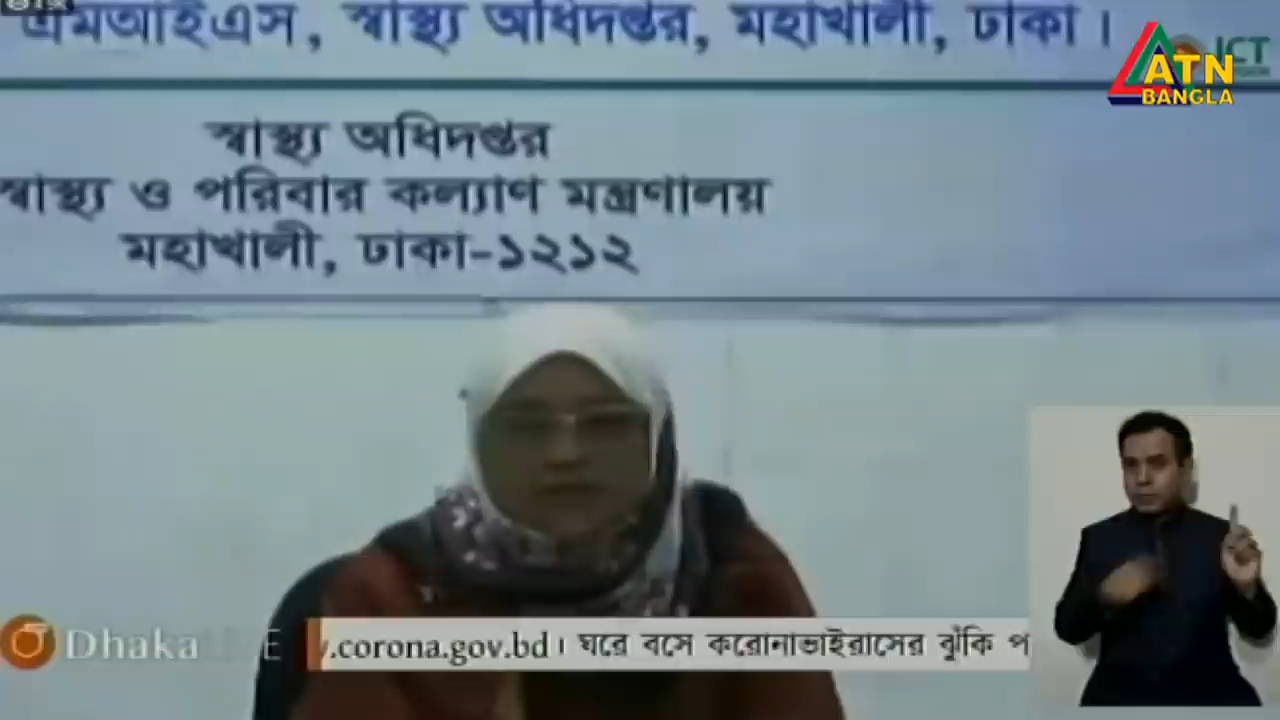 এমআইএস, স্বাস্থ্য অধিদপ্তর, মহাখালী, ঢাকা।
ICT
ATN
BANGLA
স্বাস্থ্য অধিদপ্তর
স্বাস্থ্য ও পরিবার কল্যাণ মন্ত্রণালয়
মহাখালী, ঢাকা-১২১২
Dhaka
.corona.gov.bd। ঘরে বসে করোনাভাইরাসের ঝুঁকি প